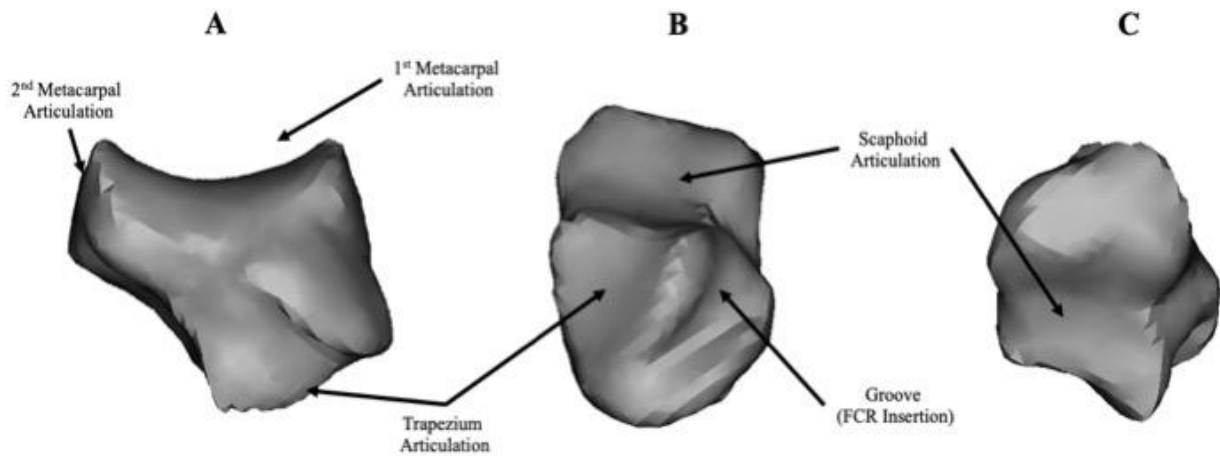 A
B
C
1st Metacarpal
Articulation
2nd Metacarpal
Articulation
Scaphoid
Articulation
Trapezium
Articulation
Groove
(FCR Insertion)